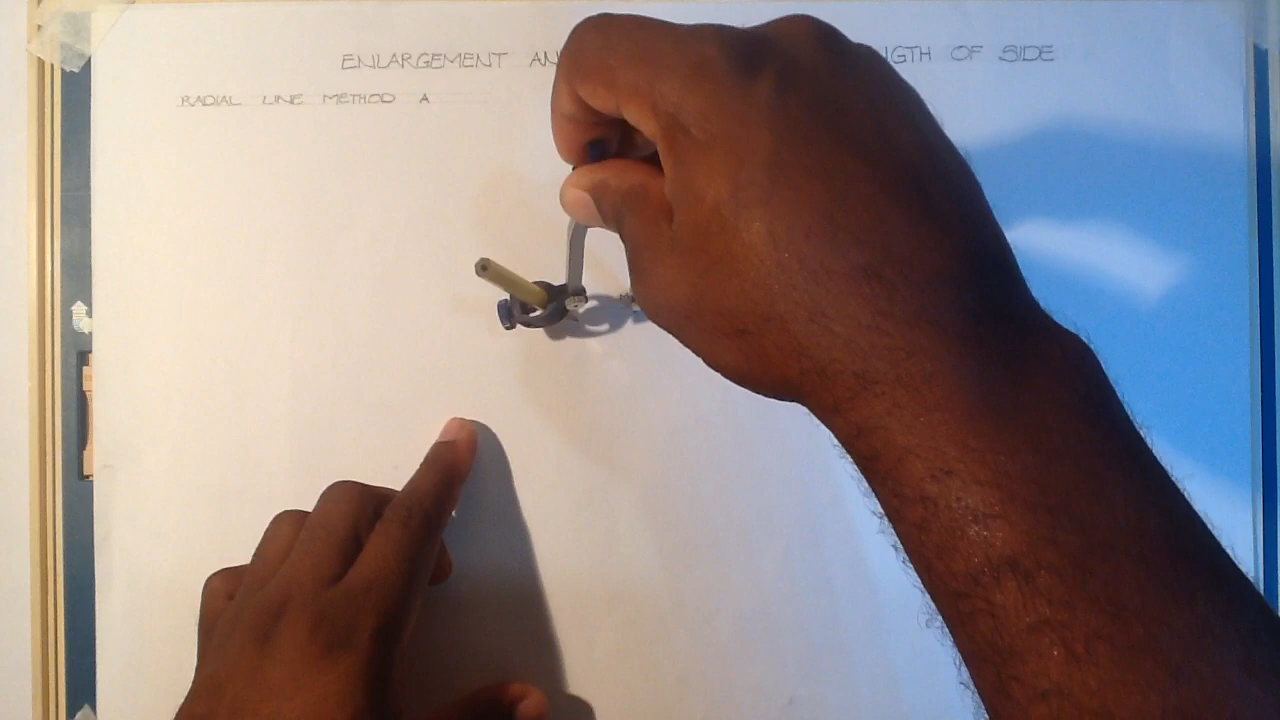 ENLARGEMENT AN NGTH OF SIDE
RADIAL LINE METHOD A